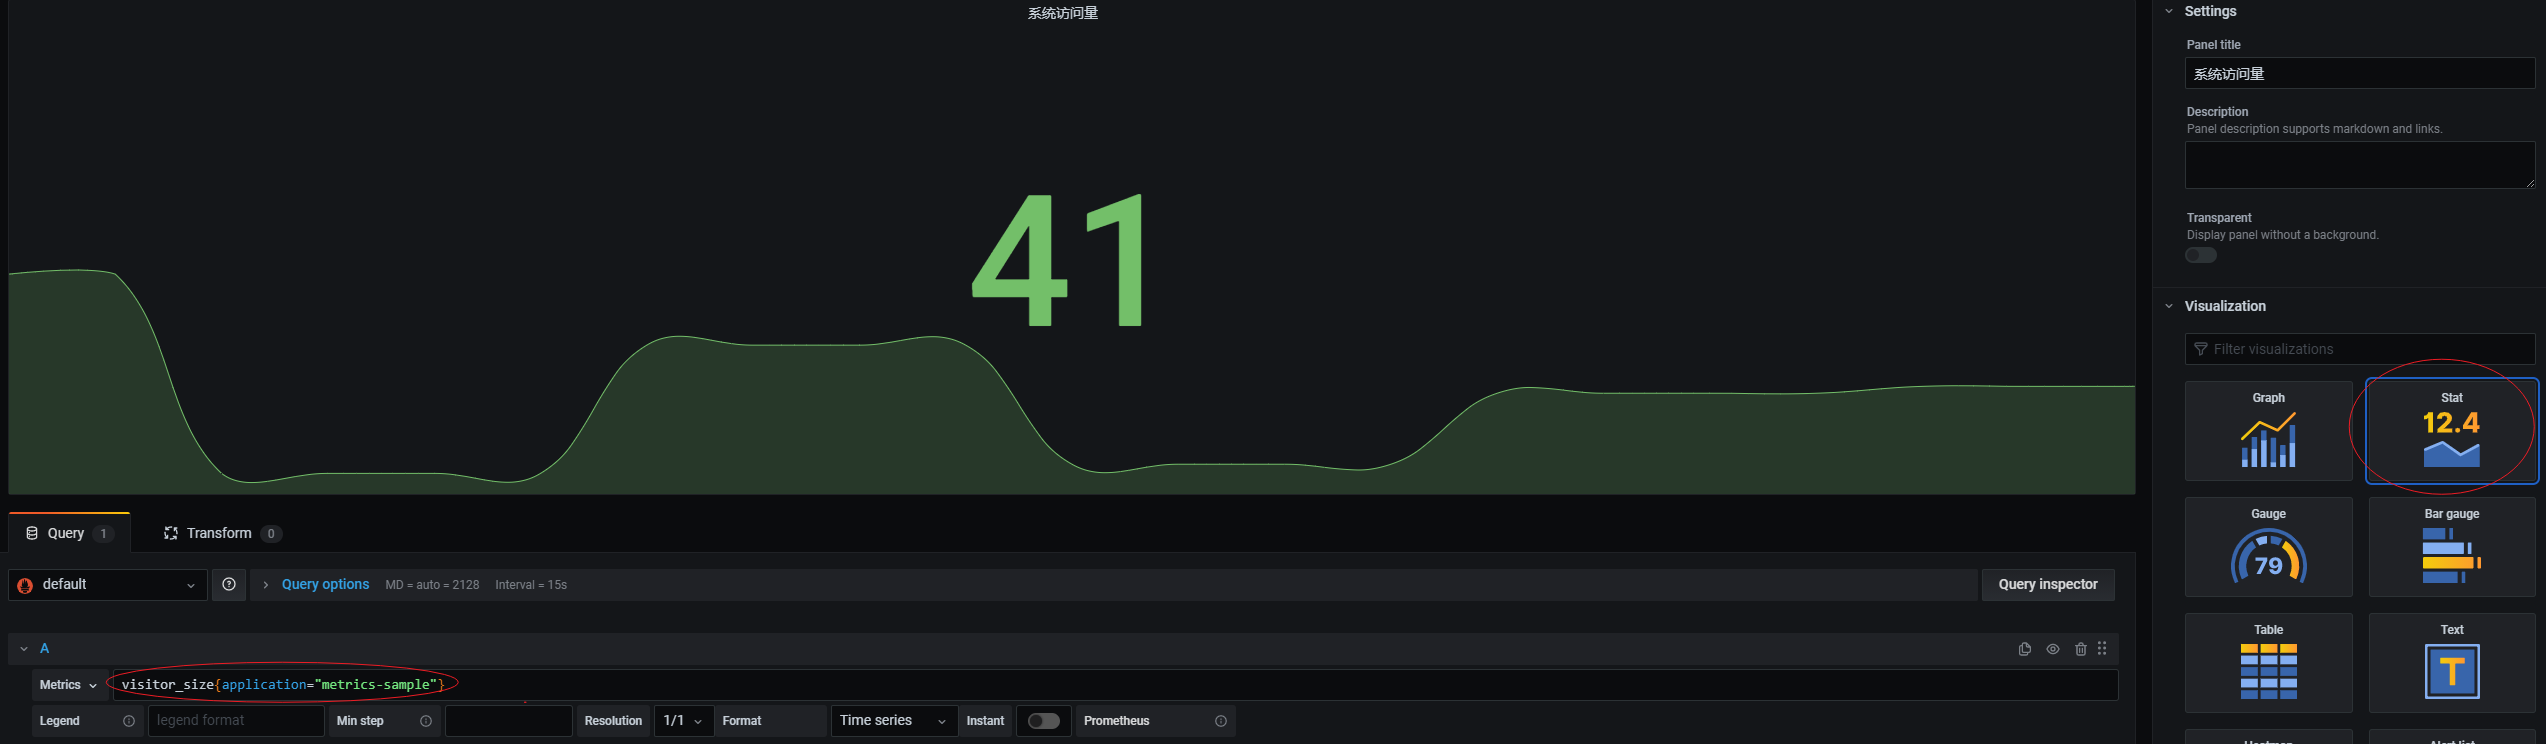 系统访问量
41
Query 1
Transform 0
default
Query options MD = auto = 2128 Interval = 15s
Query inspector
A
Metrics visitor_size{application="metrics-sample"}
Legend legend format Min step Resolution 1/1 Format Time series Instant Prometheus
Settings
Panel title
系统访问量
Description
Panel description supports markdown and links.
Transparent
Display panel without a background.
Visualization
Filter visualizations
Graph
Stat
12.4
Gauge
79
Bar gauge
Table
Text
T
Heatmap
Alert list